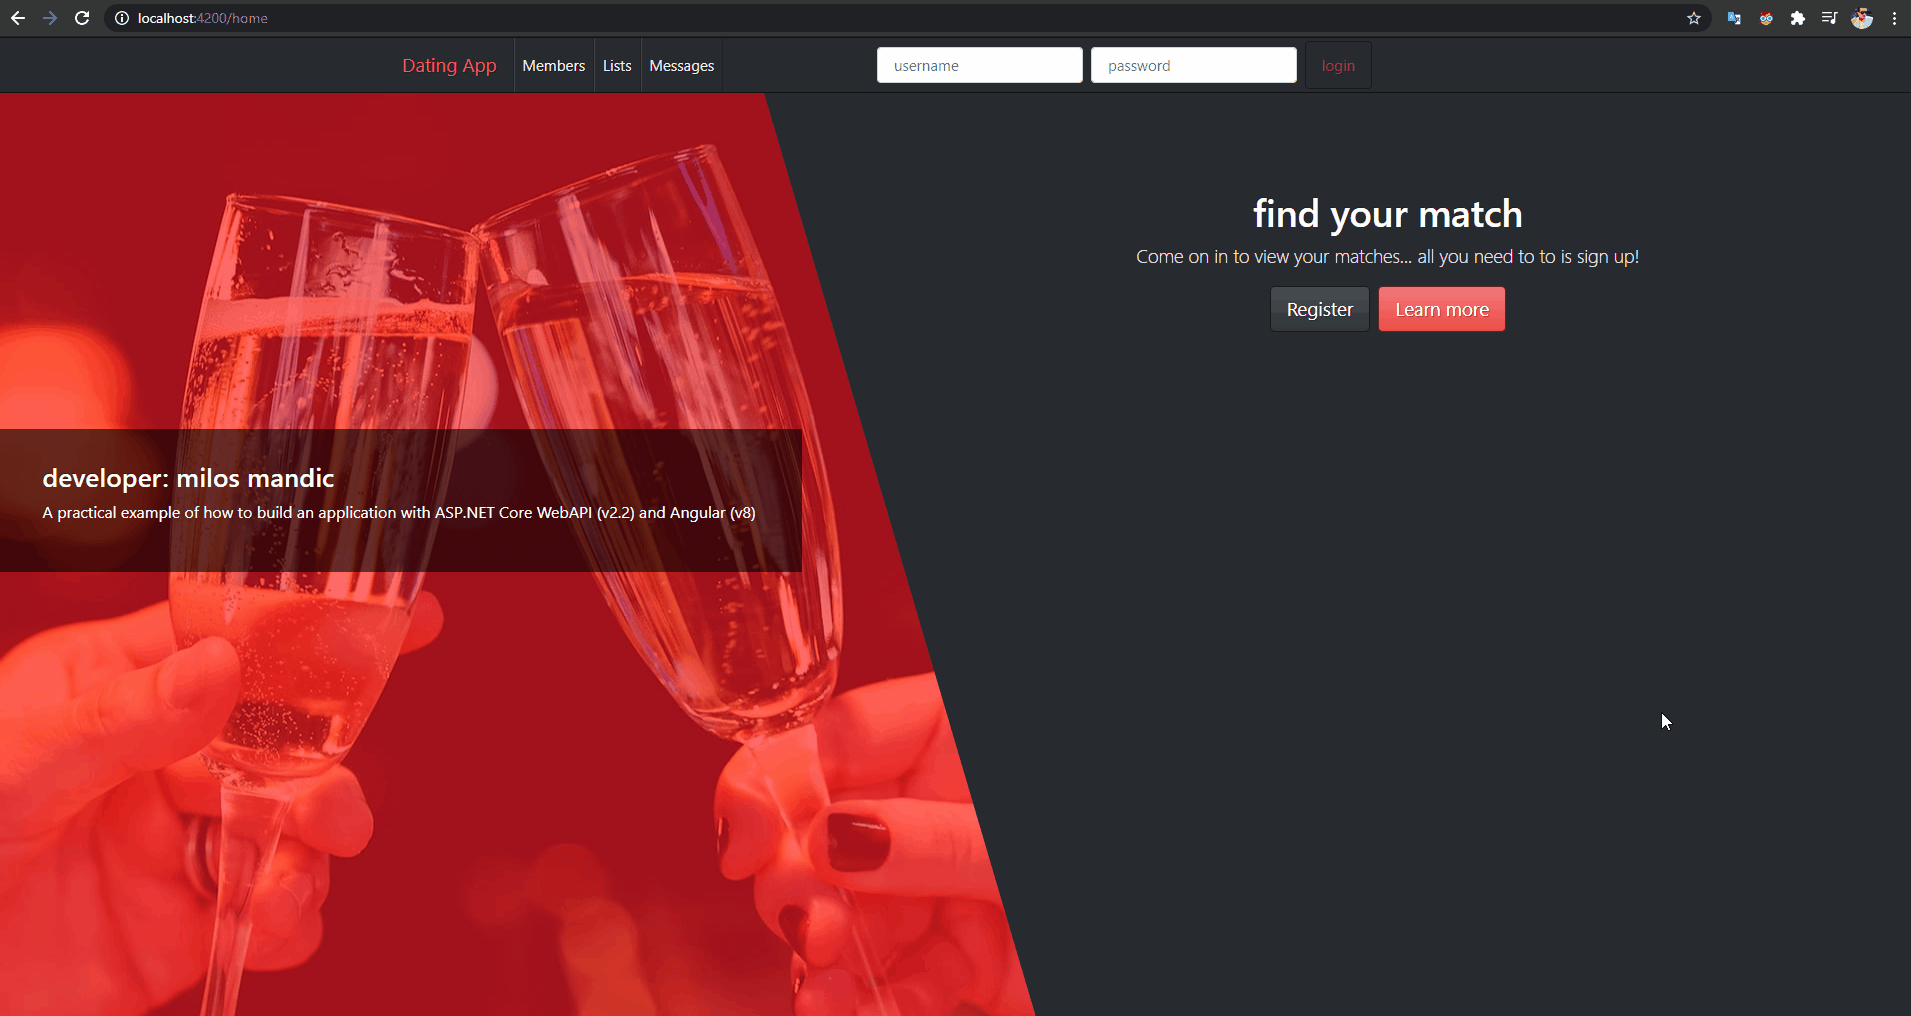 localhost:4200/home
Dating App Members Lists Messages username password login
find your match
Come on in to view your matches... all you need to to is sign up!
Register Learn more
developer: milos mandic
A practical example of how to build an application with ASP.NET Core WebAPI (v2.2) and Angular (v8)